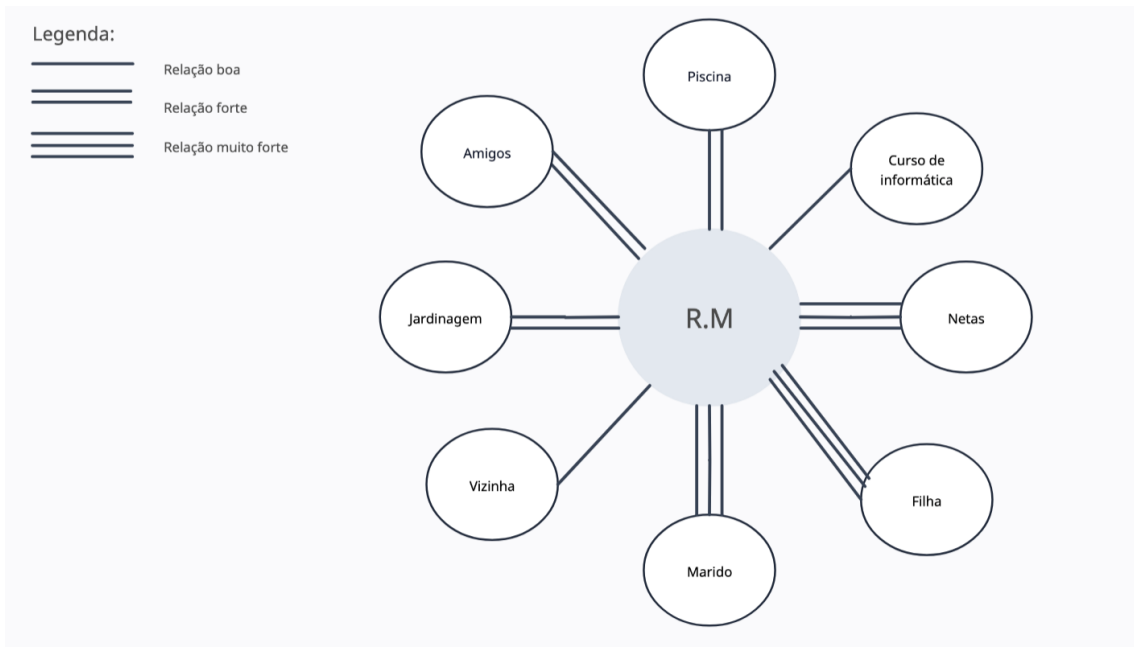 Legenda:
Relação boa
Relação forte
Relação muito forte
Piscina
Amigos
Curso de
informática
Jardinagem
R.M
Netas
Vizinha
Filha
Marido